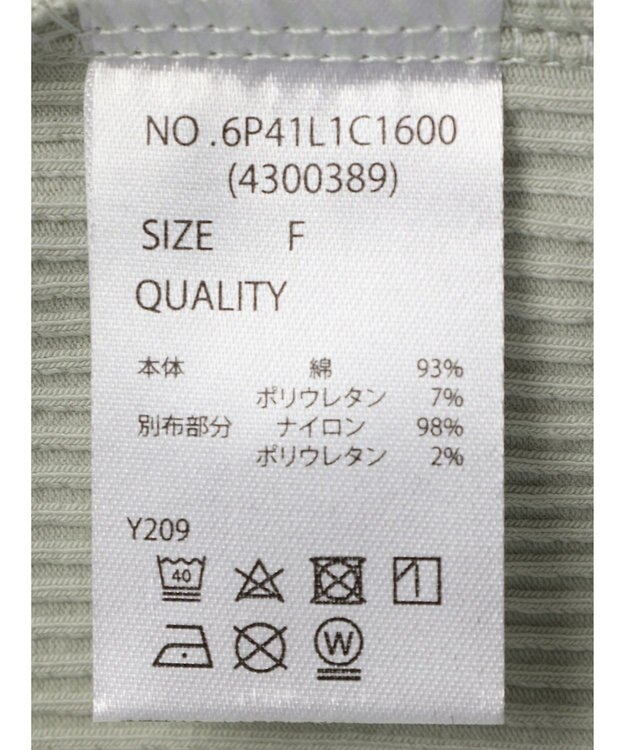 NO.6P41L1C1600
(4300389)
SIZE F
QUALITY
本体 綿 93%
ポリウレタン 7%
別布部分 ナイロン 98%
ポリウレタン 2%
Y209
40
W